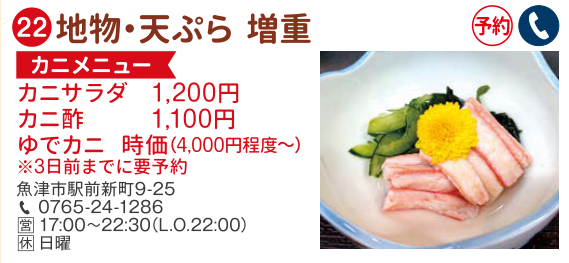 22 地物・天ぷら 増重
予約
カニメニュー
カニサラダ 1,200円
カニ酢 1,100円
ゆでカニ 時価(4,000円程度〜)
※3日前までに要予約
魚津市駅前新町9-25
0765-24-1286
営 17:00〜22:30(L.O.22:00)
休 日曜